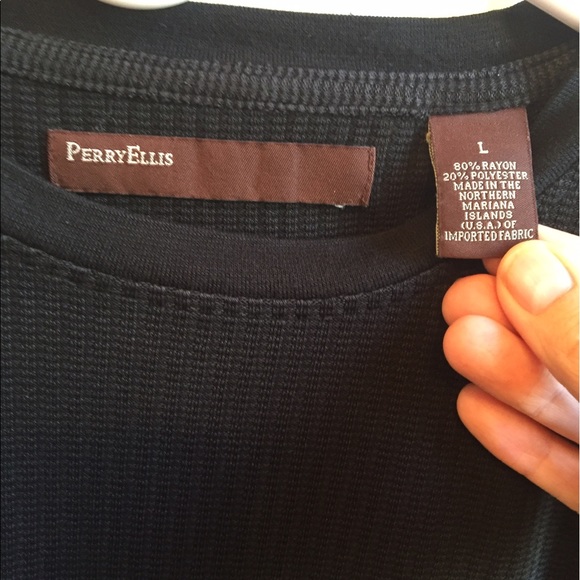 PERRYELLIS
L
80% RAYON
20% POLYESTER
MADE IN THE
NORTHERN
MARIANA
ISLANDS
(U.S.A.) OF
IMPORTED FABRIC